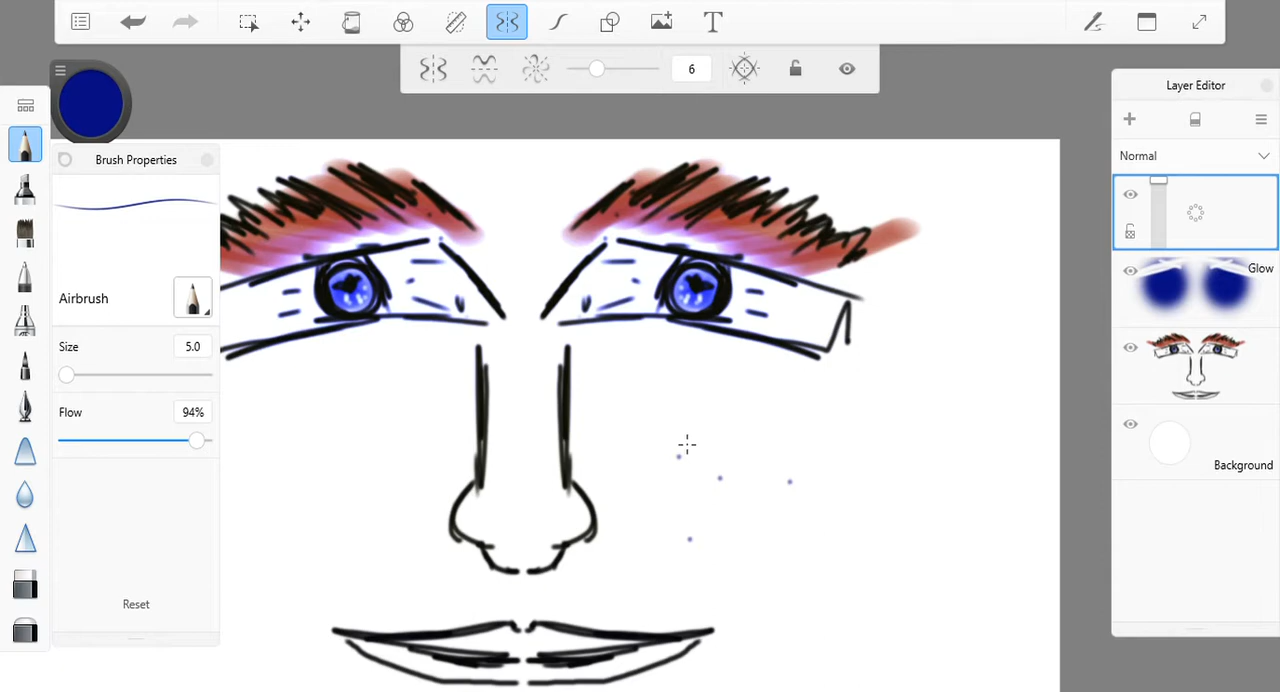 T
6
Layer Editor
Brush Properties
Normal
Glow
Airbrush
Size
5.0
Flow
94%
Background
Reset